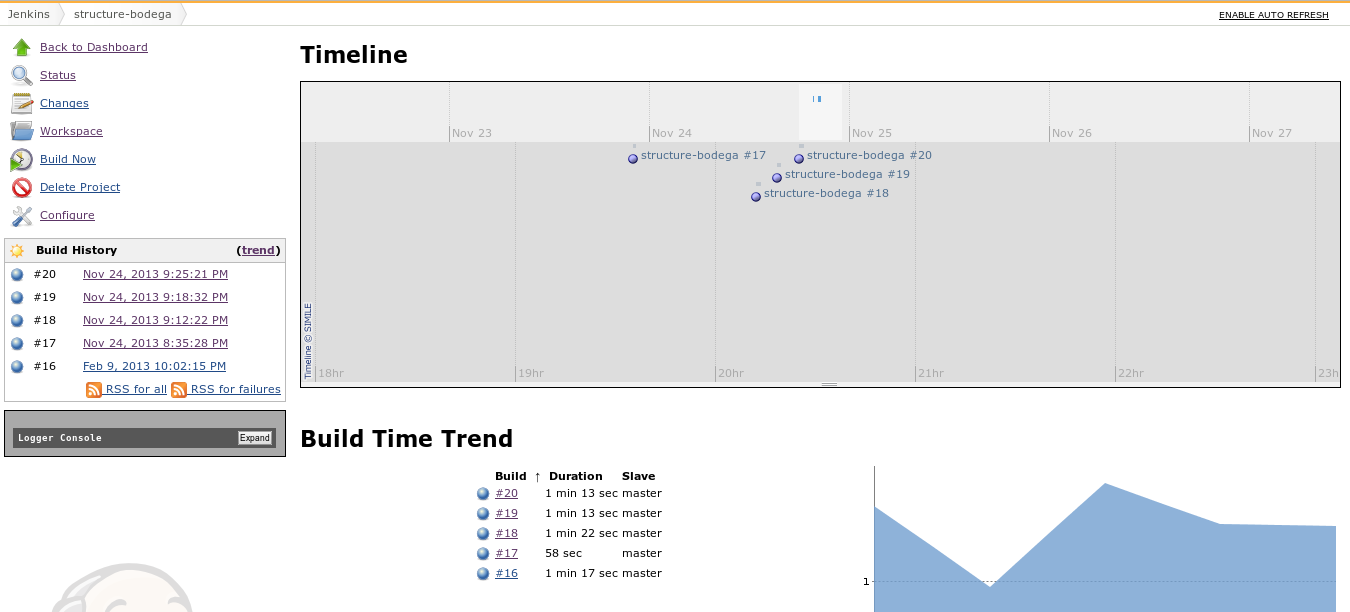 Jenkins structure-bodega ENABLE AUTO REFRESH
Back to Dashboard
Status
Changes
Workspace
Build Now
Delete Project
Configure
Build History (trend)
#20 Nov 24, 2013 9:25:21 PM
#19 Nov 24, 2013 9:18:32 PM
#18 Nov 24, 2013 9:12:22 PM
#17 Nov 24, 2013 8:35:28 PM
#16 Feb 9, 2013 10:02:15 PM
RSS for all RSS for failures
Logger Console Expand
Timeline
Nov 23 Nov 24 Nov 25 Nov 26 Nov 27
structure-bodega #17 structure-bodega #20
structure-bodega #19
structure-bodega #18
Timeline © SIMILE
18hr 19hr 20hr 21hr 22hr 23h
Build Time Trend
Build ↑ Duration Slave
#20 1 min 13 sec master
#19 1 min 13 sec master
#18 1 min 22 sec master
#17 58 sec master
#16 1 min 17 sec master
1